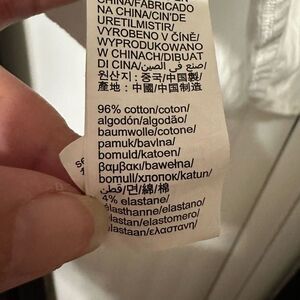 CHINA/FABRICADO
NA CHINA/CIN'DE
ÜRETILMISTIR/
VYROBENO V ČÍNĚ/
WYPRODUKOWANO
W CHINACH/DIBUAT
DI CINA/صنع في الصين/
원산지: 중국/中国製/
產地: 中國/中国制造
96% cotton/coton/
algodón/algodão/
baumwolle/cotone/
pamuk/bavlna/
bomuld/katoen/
βαμβακι/bawełna/
bomull/хлопок/katun/
قطن/면/綿/棉
4% elastane/
élasthanne/elastan/
elastan/elastomero/
elastaan/ελαστανη/